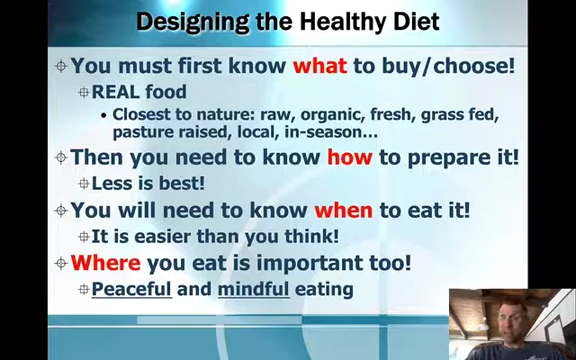 Designing the Healthy Diet
You must first know what to buy/choose!
REAL food
• Closest to nature: raw, organic, fresh, grass fed,
pasture raised, local, in-season…
Then you need to know how to prepare it!
Less is best!
You will need to know when to eat it!
It is easier than you think!
Where you eat is important too!
Peaceful and mindful eating